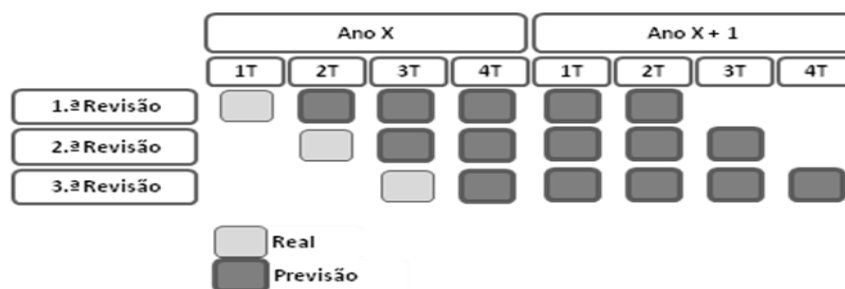 Ano X Ano X + 1
1T 2T 3T 4T 1T 2T 3T 4T
1.ª Revisão
2.ª Revisão
3.ª Revisão
Real
Previsão